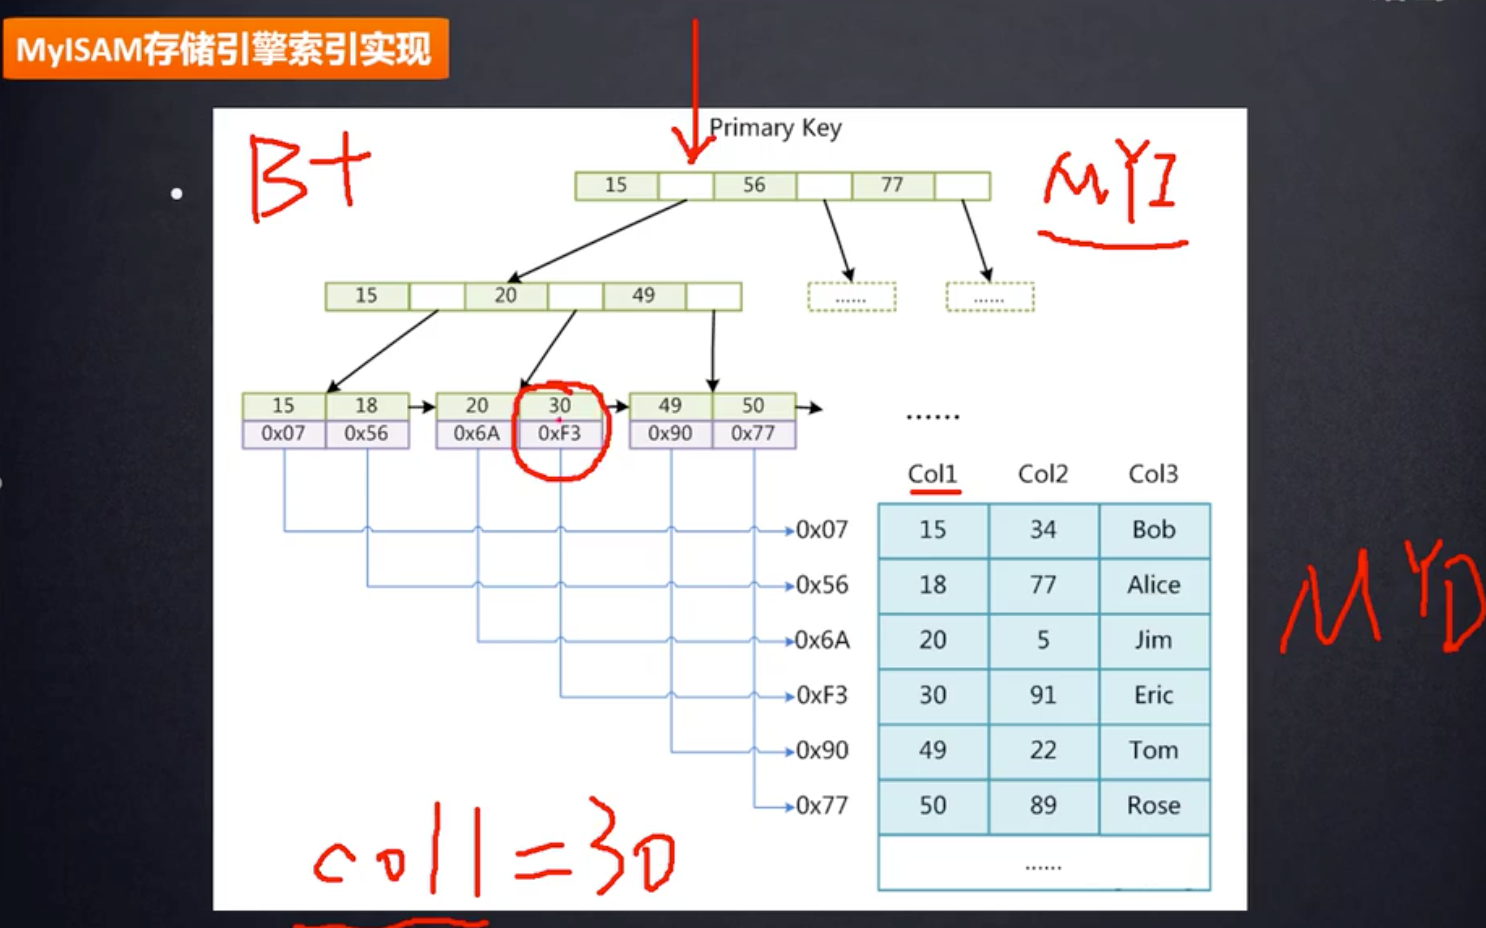 MyISAM存储引擎索引实现
Primary Key
B+
MYI
15 56 77
15 20 49
...... ......
15 18 20 30 49 50
0x07 0x56 0x6A 0xF3 0x90 0x77
......
Col1 Col2 Col3
0x07 15 34 Bob
0x56 18 77 Alice
0x6A 20 5 Jim
0xF3 30 91 Eric
0x90 49 22 Tom
0x77 50 89 Rose
......
MYD
col1=30